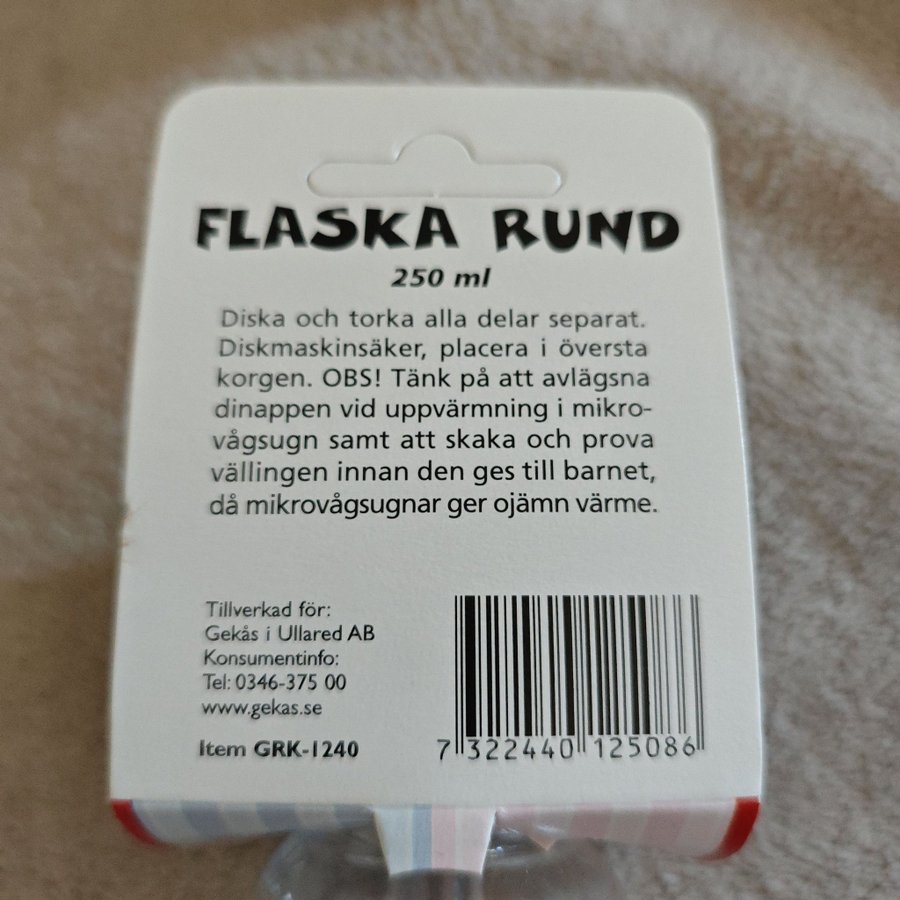 FLASKA RUND
250 ml
Diska och torka alla delar separat.
Diskmaskinsäker, placera i översta
korgen. OBS! Tänk på att avlägsna
dinappen vid uppvärmning i mikro-
vågsugn samt att skaka och prova
vällingen innan den ges till barnet,
då mikrovågsugnar ger ojämn värme.
Tillverkad för:
Gekås i Ullared AB
Konsumentinfo:
Tel: 0346-375 00
www.gekas.se
Item GRK-1240
7 322440 125086